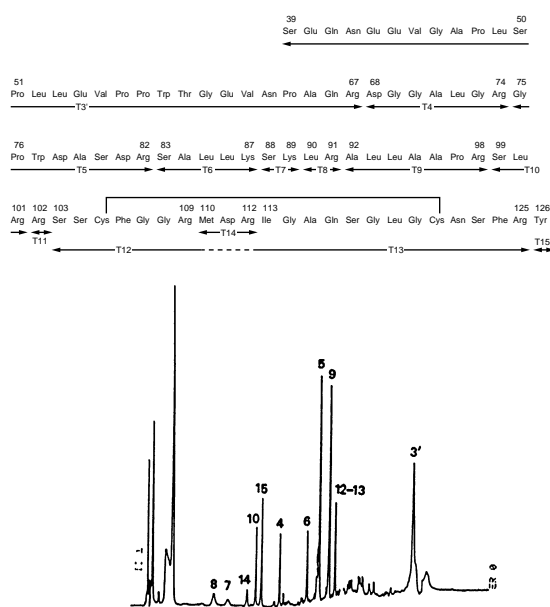 39 50
Ser Glu Gln Asn Glu Glu Val Gly Ala Pro Leu Ser
51 67 68 74 75
Pro Leu Leu Glu Val Pro Pro Trp Thr Gly Glu Val Asn Pro Ala Gln Arg Asp Gly Gly Ala Leu Gly Arg Gly
T3' T4
76 82 83 87 88 89 90 91 92 98 99
Pro Trp Asp Ala Ser Asp Arg Ser Ala Leu Leu Lys Ser Lys Leu Arg Ala Leu Leu Ala Ala Pro Arg Ser Leu
T5 T6 T7 T8 T9 T10
101 102 103 109 110 112 113 125 126
Arg Arg Ser Ser Cys Phe Gly Gly Arg Met Asp Arg Ile Gly Ala Gln Ser Gly Leu Gly Cys Asn Ser Phe Arg Tyr
T11 T14
T12 T13 T15
5
9
3'
15
12-13
10
4
6
14
8
7
ER 0